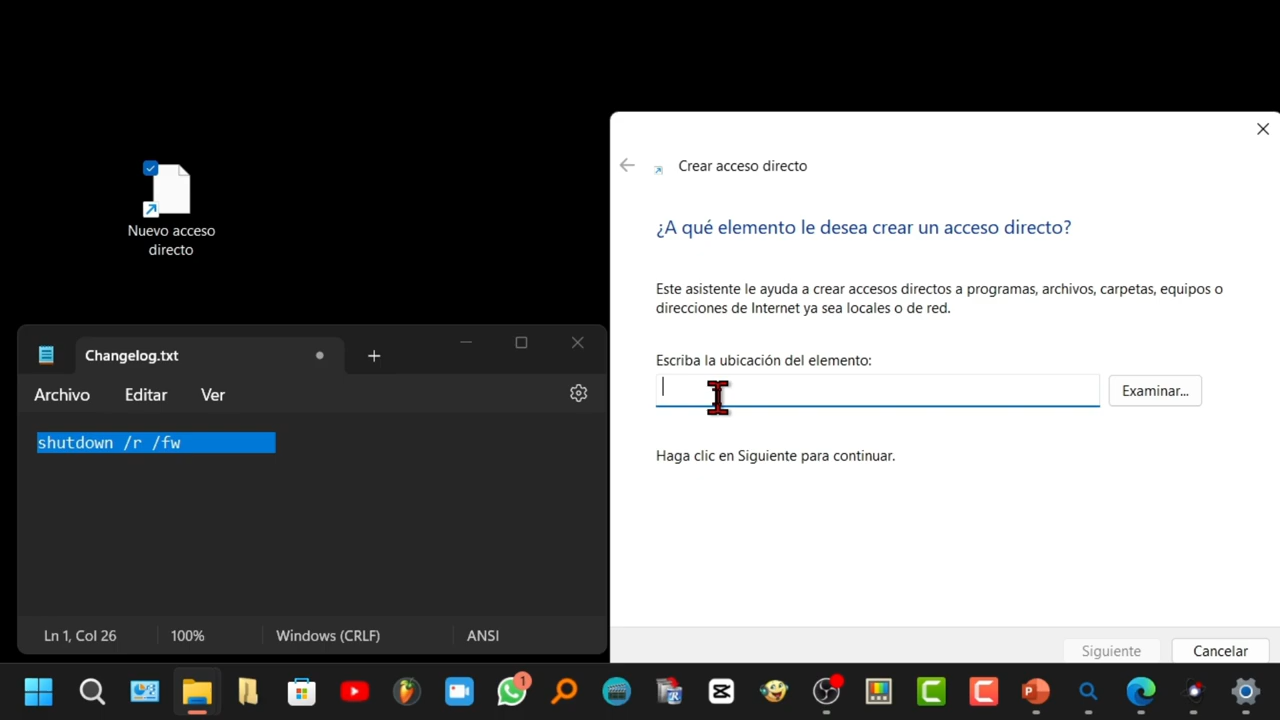 Nuevo acceso
directo
Crear acceso directo
¿A qué elemento le desea crear un acceso directo?
Este asistente le ayuda a crear accesos directos a programas, archivos, carpetas, equipos o
direcciones de Internet ya sea locales o de red.
Escriba la ubicación del elemento:
Examinar...
Haga clic en Siguiente para continuar.
Siguiente
Cancelar
Changelog.txt
Archivo
Editar
Ver
shutdown /r /fw
Ln 1, Col 26
100%
Windows (CRLF)
ANSI
1